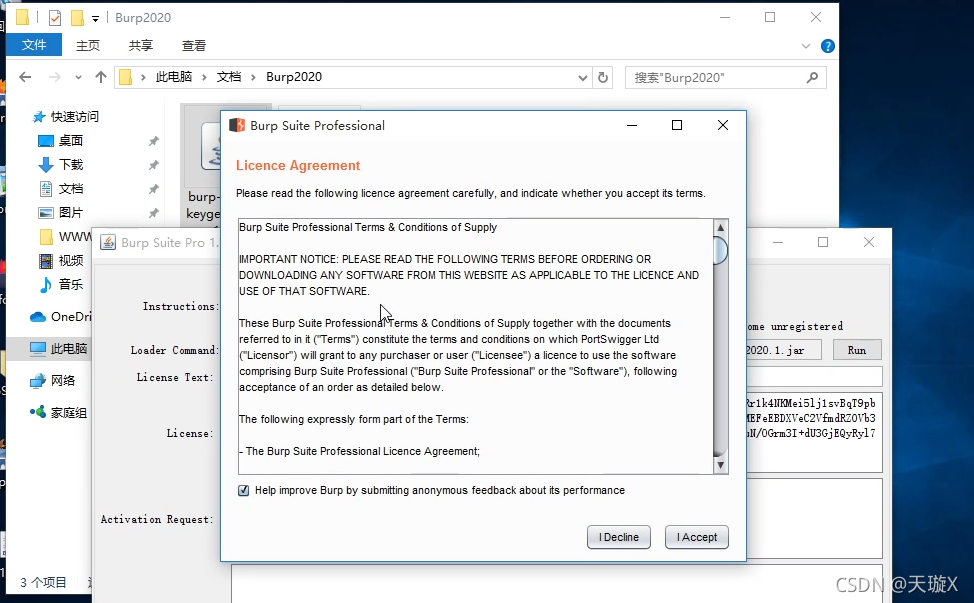 Burp2020
文件
主页
共享
查看
此电脑
文档
Burp2020
搜索"Burp2020"
快速访问
桌面
下载
文档
图片
WWW
视频
音乐
OneDri
此电脑
网络
家庭组
3 个项目
burp-
keyge
Burp Suite Pro 1.
Instructions:
ome unregistered
Loader Command:
2020.1.jar
Run
License Text:
License:
Activation Request:
Burp Suite Professional
Licence Agreement
Please read the following licence agreement carefully, and indicate whether you accept its terms.
Burp Suite Professional Terms & Conditions of Supply
IMPORTANT NOTICE: PLEASE READ THE FOLLOWING TERMS BEFORE ORDERING OR
DOWNLOADING ANY SOFTWARE FROM THIS WEBSITE AS APPLICABLE TO THE LICENCE AND
USE OF THAT SOFTWARE.
These Burp Suite Professional Terms & Conditions of Supply together with the documents
referred to in it ("Terms") constitute the terms and conditions on which PortSwigger Ltd
("Licensor") will grant to any purchaser or user ("Licensee") a licence to use the software
comprising Burp Suite Professional ("Burp Suite Professional" or the "Software"), following
acceptance of an order as detailed below.
The following expressly form part of the Terms:
- The Burp Suite Professional Licence Agreement;
Help improve Burp by submitting anonymous feedback about its performance
I Decline
I Accept
CSDN @天璇X